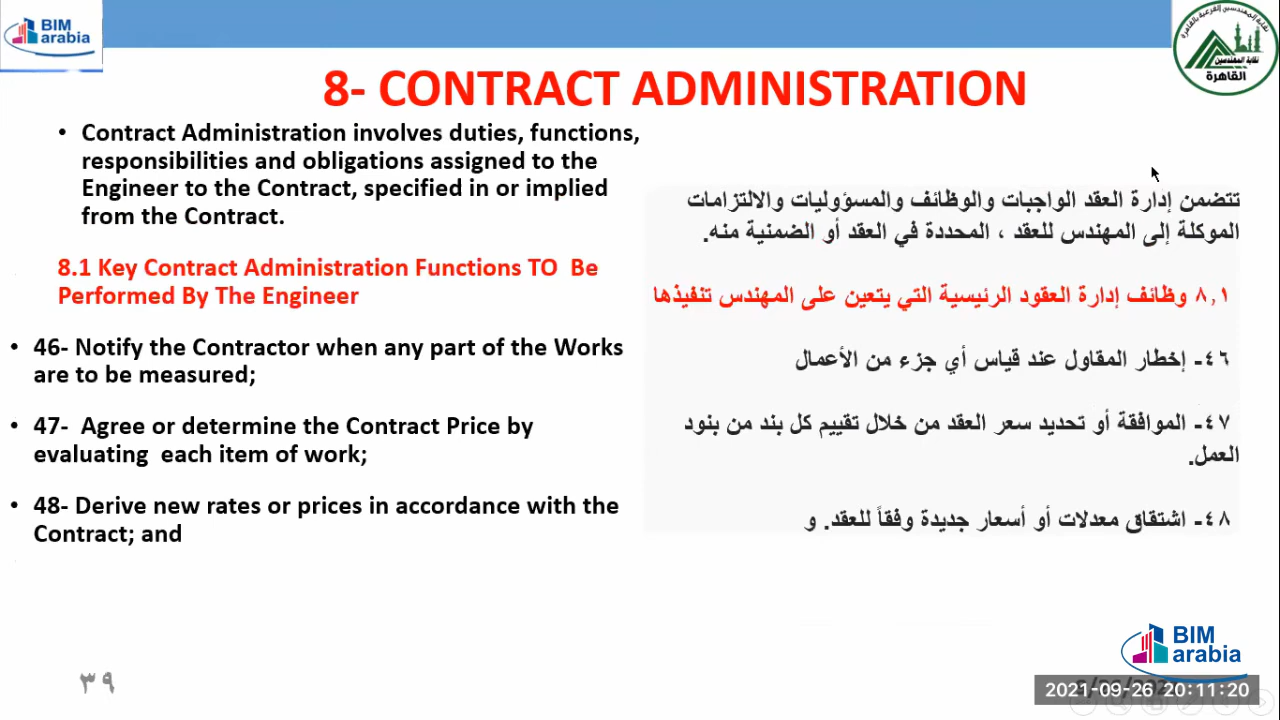 BIM
arabia
نقابة المهندسين الفرعية بالقاهرة
نقابة المهندسين
القاهرة
8- CONTRACT ADMINISTRATION
• Contract Administration involves duties, functions,
responsibilities and obligations assigned to the
Engineer to the Contract, specified in or implied
from the Contract.
8.1 Key Contract Administration Functions TO Be
Performed By The Engineer
• 46- Notify the Contractor when any part of the Works
are to be measured;
• 47- Agree or determine the Contract Price by
evaluating each item of work;
• 48- Derive new rates or prices in accordance with the
Contract; and
تتضمن إدارة العقد الواجبات والوظائف والمسؤوليات والالتزامات
الموكلة إلى المهندس للعقد ، المحددة في العقد أو الضمنية منه.
٨,١ وظائف إدارة العقود الرئيسية التي يتعين على المهندس تنفيذها
٤٦- إخطار المقاول عند قياس أي جزء من الأعمال
٤٧- الموافقة أو تحديد سعر العقد من خلال تقييم كل بند من بنود
العمل.
٤٨- اشتقاق معدلات أو أسعار جديدة وفقاً للعقد. و
BIM
arabia
٣٩
2021-09-26 20:11:20